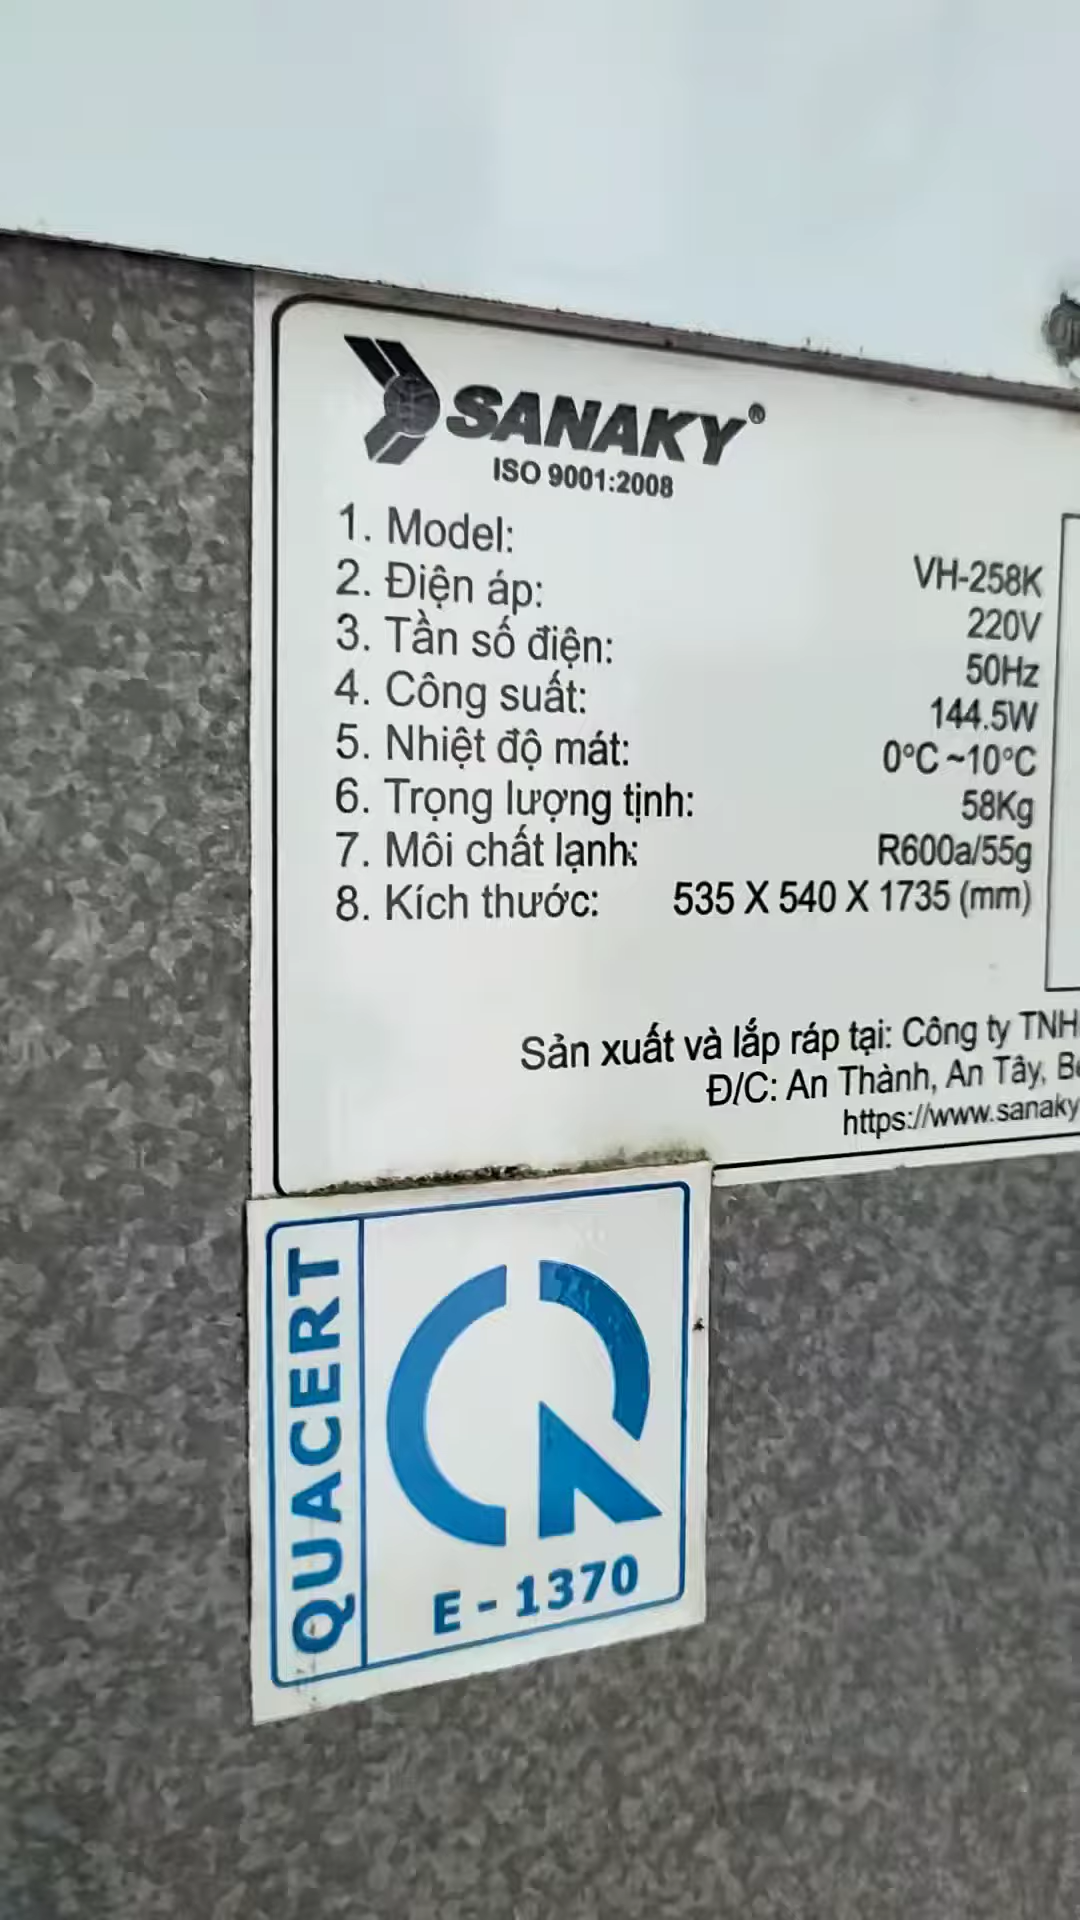 SANAKY®
ISO 9001:2008
1. Model: VH-258K
2. Điện áp: 220V
3. Tần số điện: 50Hz
4. Công suất: 144.5W
5. Nhiệt độ mát: 0°C ~10°C
6. Trọng lượng tịnh: 58Kg
7. Môi chất lạnh: R600a/55g
8. Kích thước: 535 X 540 X 1735 (mm)
Sản xuất và lắp ráp tại: Công ty TNH
Đ/C: An Thành, An Tây,
https://www.sanaky
QUACERT
E - 1370